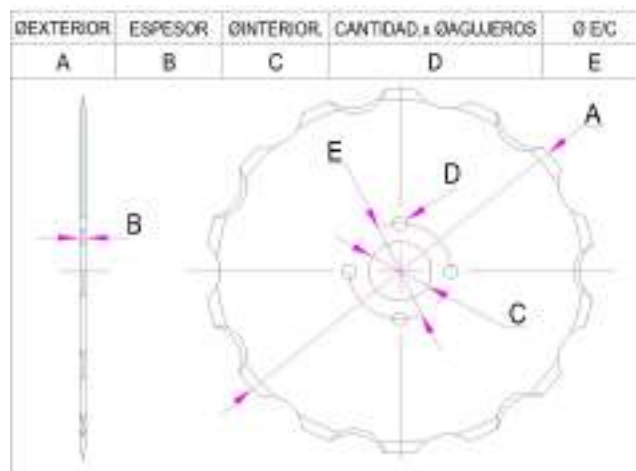 ØEXTERIOR ESPESOR ØINTERIOR. CANTIDAD x ØAGUJEROS Ø E/C
A B C D E
A
E D
B
C